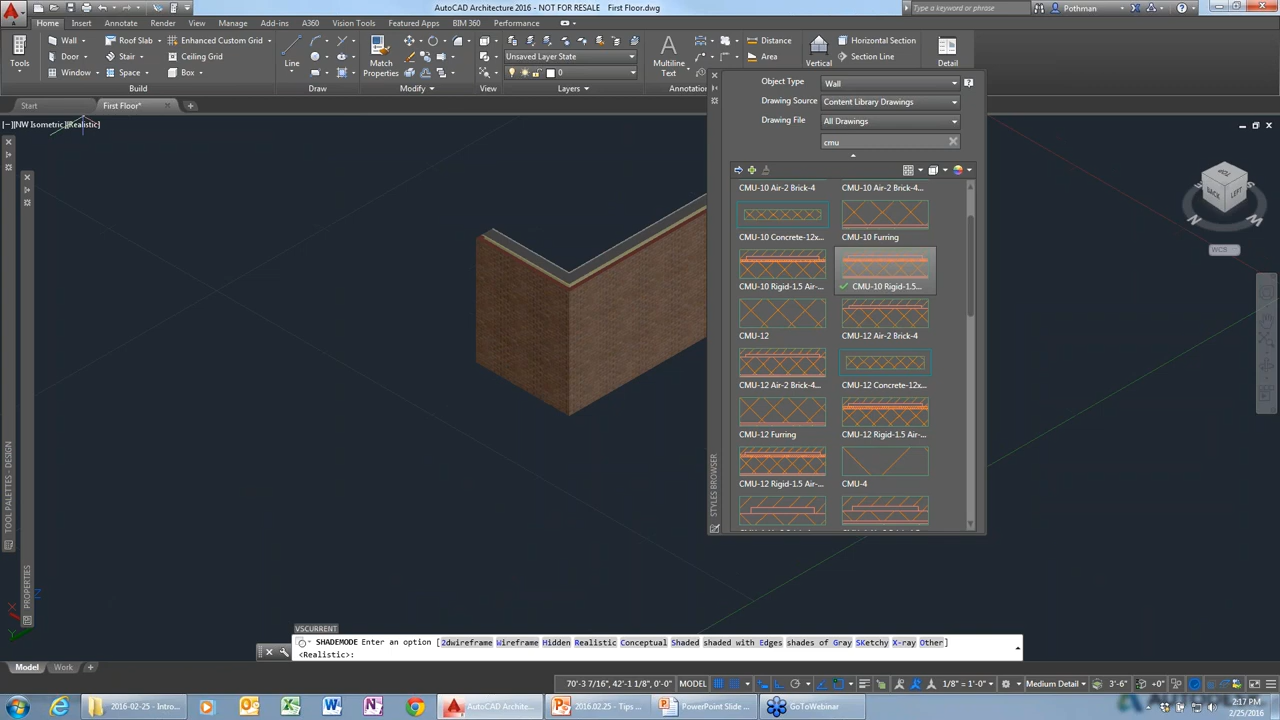 AutoCAD Architecture 2016 - NOT FOR RESALE First Floor.dwg
Type a keyword or phrase
Pothman
Home Insert Annotate Render View Manage Add-ins A360 Vision Tools Featured Apps BIM 360 Performance
Wall Roof Slab Enhanced Custom Grid
Door Stair Ceiling Grid
Window Space Box
Tools
Line
Match Properties
Unsaved Layer State
0
Multiline Text
Distance
Area
Vertical
Horizontal Section
Section Line
Detail
Build Draw Modify View Layers Annotation
Start First Floor*
[−][NW Isometric][Realistic]
Object Type Wall
Drawing Source Content Library Drawings
Drawing File All Drawings
cmu
CMU-10 Air-2 Brick-4 CMU-10 Air-2 Brick-4...
CMU-10 Concrete-12x... CMU-10 Furring
CMU-10 Rigid-1.5 Air-... CMU-10 Rigid-1.5...
CMU-12 CMU-12 Air-2 Brick-4
CMU-12 Air-2 Brick-4... CMU-12 Concrete-12x...
CMU-12 Furring CMU-12 Rigid-1.5 Air-...
CMU-12 Rigid-1.5 Air-... CMU-4
STYLES BROWSER
TOOL PALETTES - DESIGN
PROPERTIES
TOP
BACK LEFT
N W
WCS
VSCURRENT
SHADEMODE Enter an option [2dwireframe Wireframe Hidden Realistic Conceptual Shaded shaded with Edges shades of Gray SKetchy X-ray Other]
<Realistic>:
Model Work
70'-3 7/16", 42'-1 1/8", 0'-0" MODEL 1/8" = 1'-0" Medium Detail 3'-6" +0"
2016-02-25 - Intro... AutoCAD Archite... 2016.02.25 - Tips ... PowerPoint Slide ... GoToWebinar
2:17 PM
2/25/2016